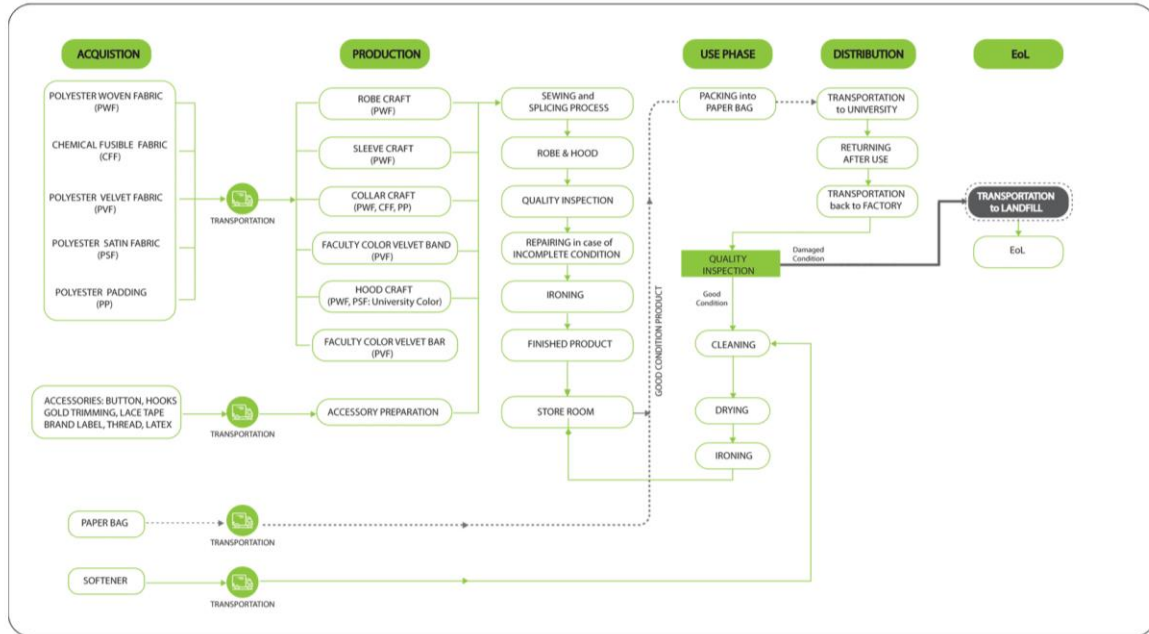 ACQUISTION
POLYESTER WOVEN FABRIC
(PWF)
CHEMICAL FUSIBLE FABRIC
(CFF)
POLYESTER VELVET FABRIC
(PVF)
POLYESTER SATIN FABRIC
(PSF)
POLYESTER PADDING
(PP)
TRANSPORTATION
ACCESSORIES: BUTTON, HOOKS
GOLD TRIMMING, LACE TAPE
BRAND LABEL, THREAD, LATEX
TRANSPORTATION
PAPER BAG
TRANSPORTATION
SOFTENER
TRANSPORTATION
PRODUCTION
ROBE CRAFT
(PWF)
SLEEVE CRAFT
(PWF)
COLLAR CRAFT
(PWF, CFF, PP)
FACULTY COLOR VELVET BAND
(PVF)
HOOD CRAFT
(PWF, PSF: University Color)
FACULTY COLOR VELVET BAR
(PVF)
ACCESSORY PREPARATION
SEWING and
SPLICING PROCESS
ROBE & HOOD
QUALITY INSPECTION
REPAIRING in case of
INCOMPLETE CONDITION
IRONING
FINISHED PRODUCT
STORE ROOM
GOOD CONDITION PRODUCT
USE PHASE
PACKING into
PAPER BAG
QUALITY
INSPECTION
Good
Condition
CLEANING
DRYING
IRONING
DISTRIBUTION
TRANSPORTATION
to UNIVERSITY
RETURNING
AFTER USE
TRANSPORTATION
back to FACTORY
Damaged
Condition
EoL
TRANSPORTATION
to LANDFILL
EoL